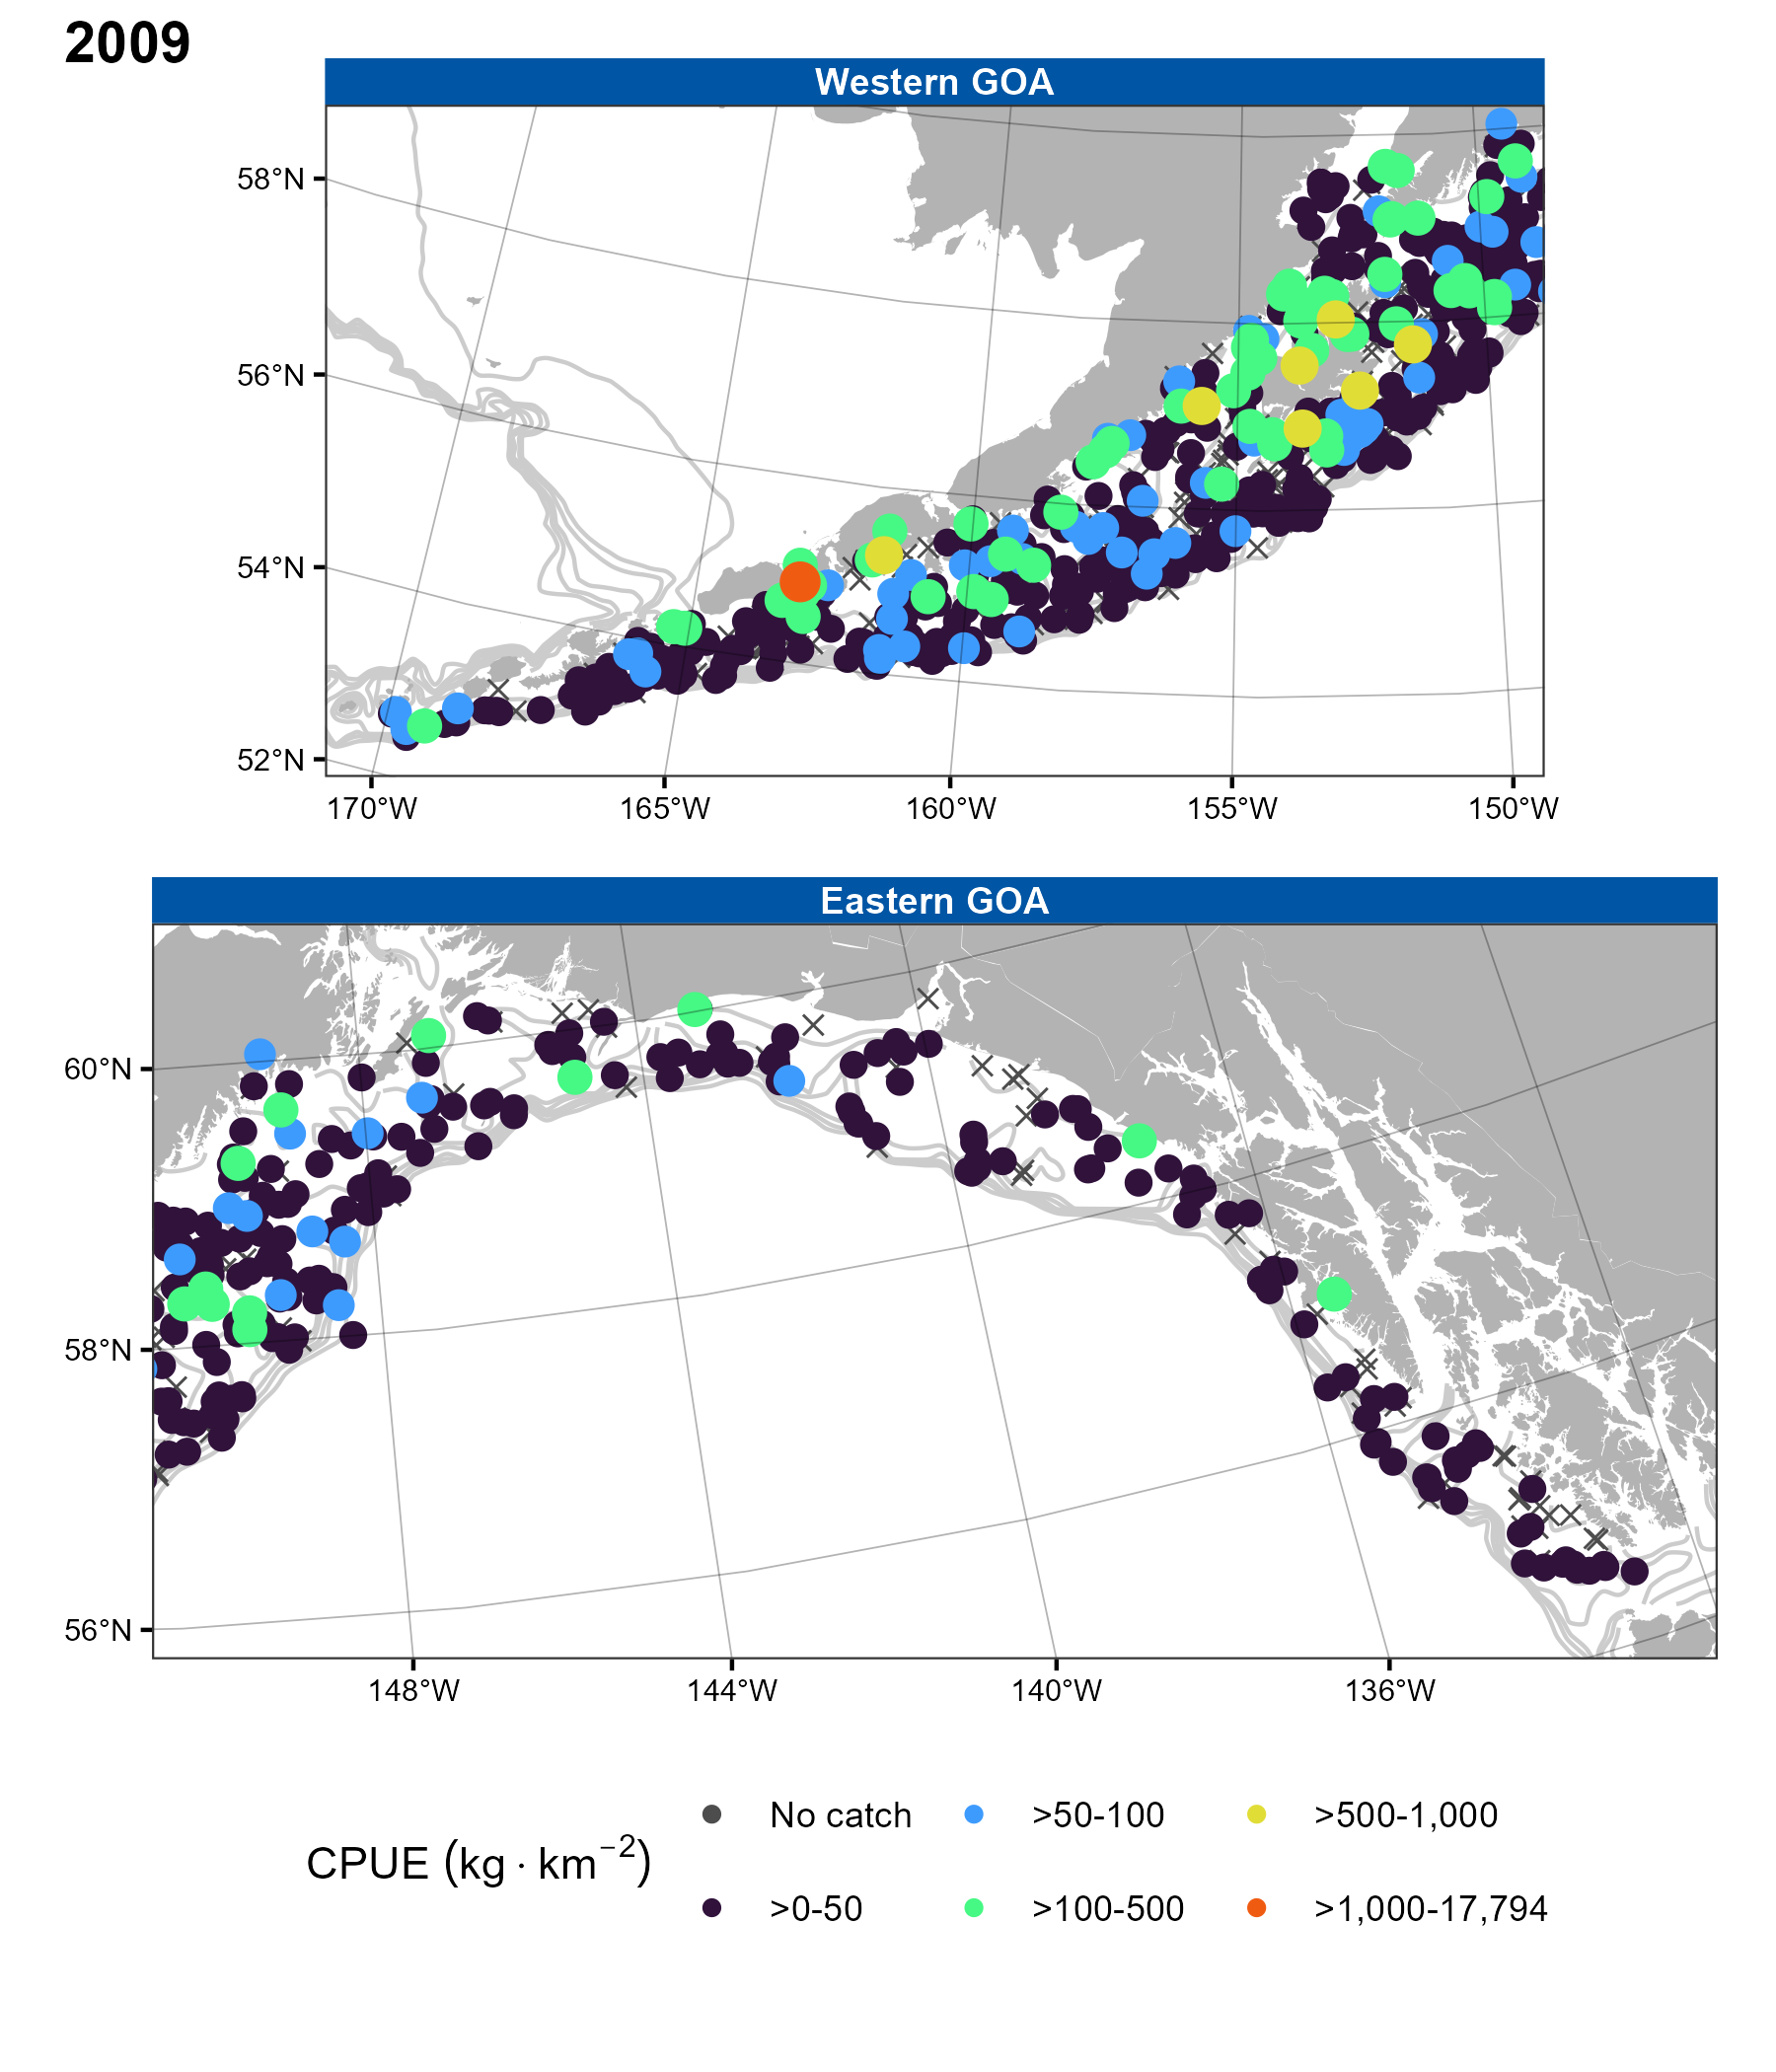 2009
Western GOA
58°N
56°N
54°N
52°N
170°W 165°W 160°W 155°W 150°W
Eastern GOA
60°N
58°N
56°N
148°W 144°W 140°W 136°W
CPUE (kg · km⁻²)
No catch >50-100 >500-1,000
>0-50 >100-500 >1,000-17,794